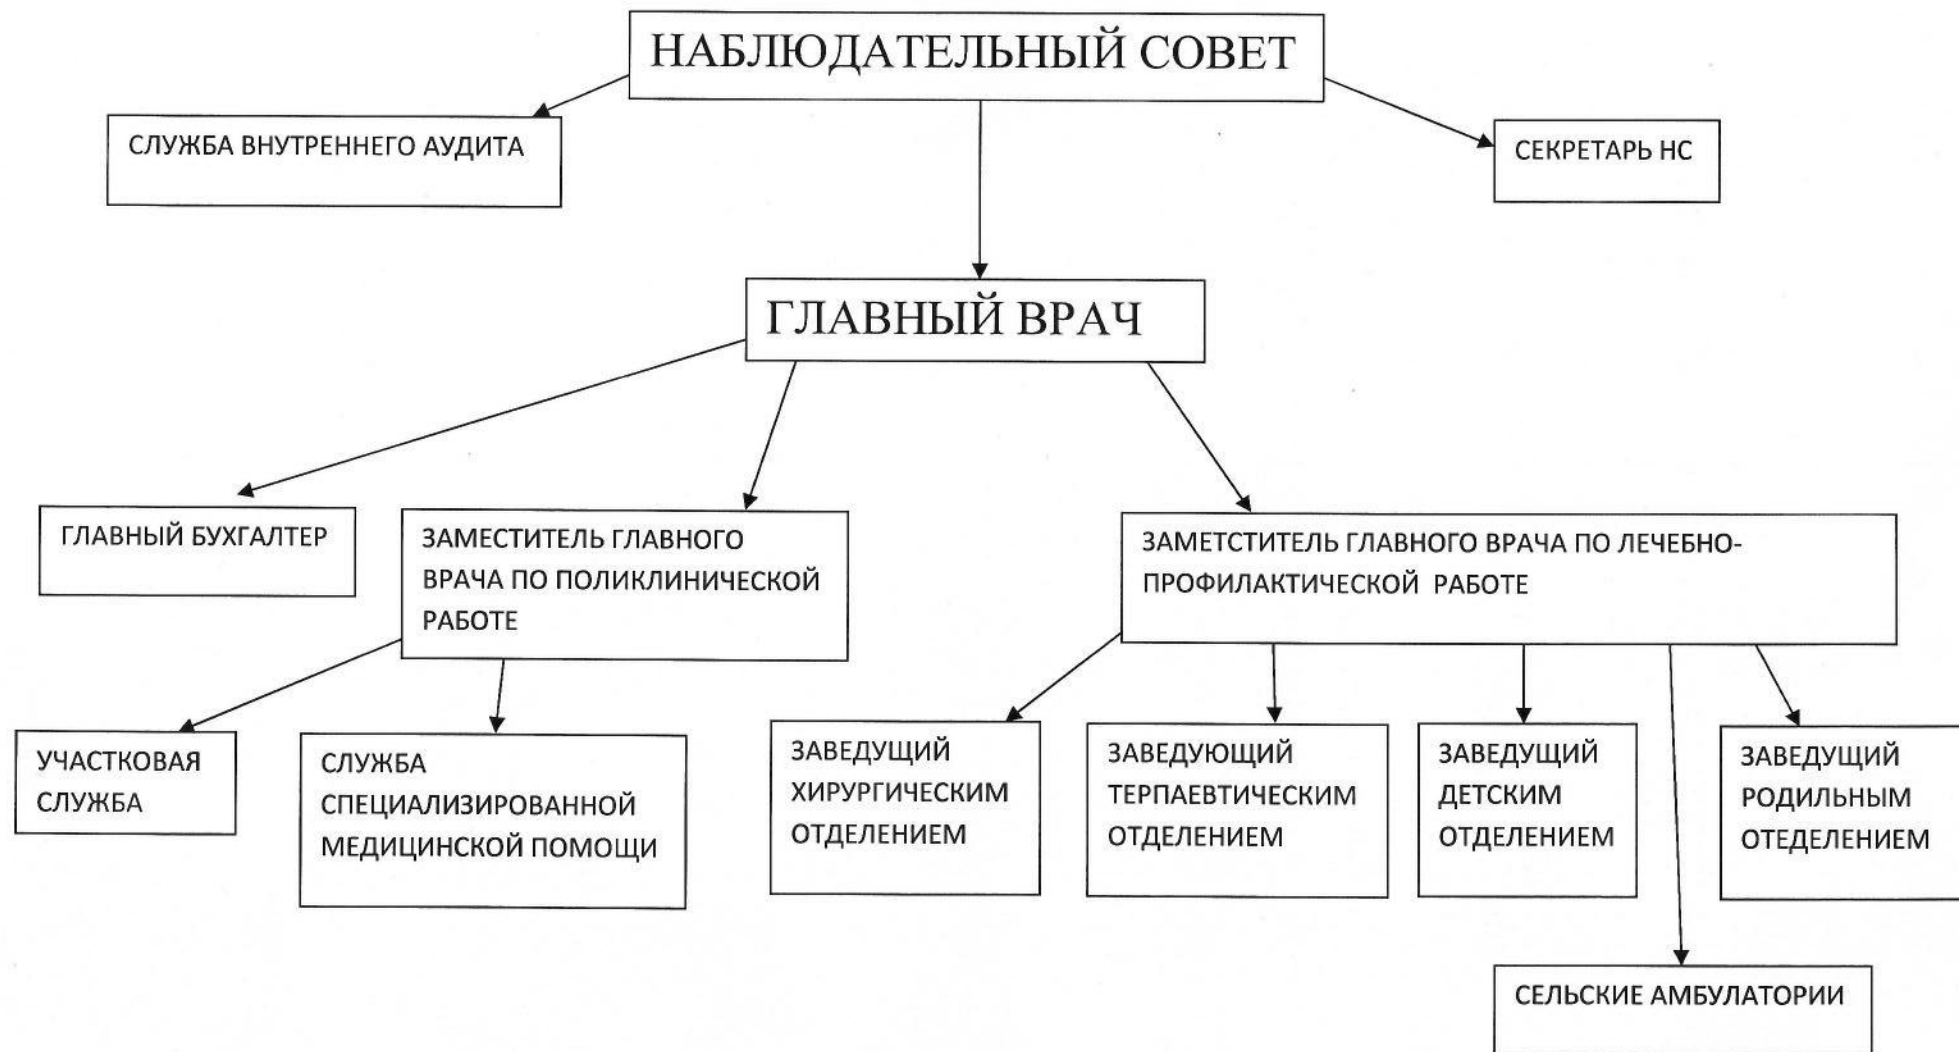 НАБЛЮДАТЕЛЬНЫЙ СОВЕТ
СЛУЖБА ВНУТРЕННЕГО АУДИТА
СЕКРЕТАРЬ НС
ГЛАВНЫЙ ВРАЧ
ГЛАВНЫЙ БУХГАЛТЕР
ЗАМЕСТИТЕЛЬ ГЛАВНОГО
ВРАЧА ПО ПОЛИКЛИНИЧЕСКОЙ
РАБОТЕ
ЗАМЕТСТИТЕЛЬ ГЛАВНОГО ВРАЧА ПО ЛЕЧЕБНО-
ПРОФИЛАКТИЧЕСКОЙ РАБОТЕ
УЧАСТКОВАЯ
СЛУЖБА
СЛУЖБА
СПЕЦИАЛИЗИРОВАННОЙ
МЕДИЦИНСКОЙ ПОМОЩИ
ЗАВЕДУЩИЙ
ХИРУРГИЧЕСКИМ
ОТДЕЛЕНИЕМ
ЗАВЕДУЮЩИЙ
ТЕРПАЕВТИЧЕСКИМ
ОТДЕЛЕНИЕМ
ЗАВЕДУЩИЙ
ДЕТСКИМ
ОТДЕЛЕНИЕМ
ЗАВЕДУЩИЙ
РОДИЛЬНЫМ
ОТЕДЕЛЕНИЕМ
СЕЛЬСКИЕ АМБУЛАТОРИИ